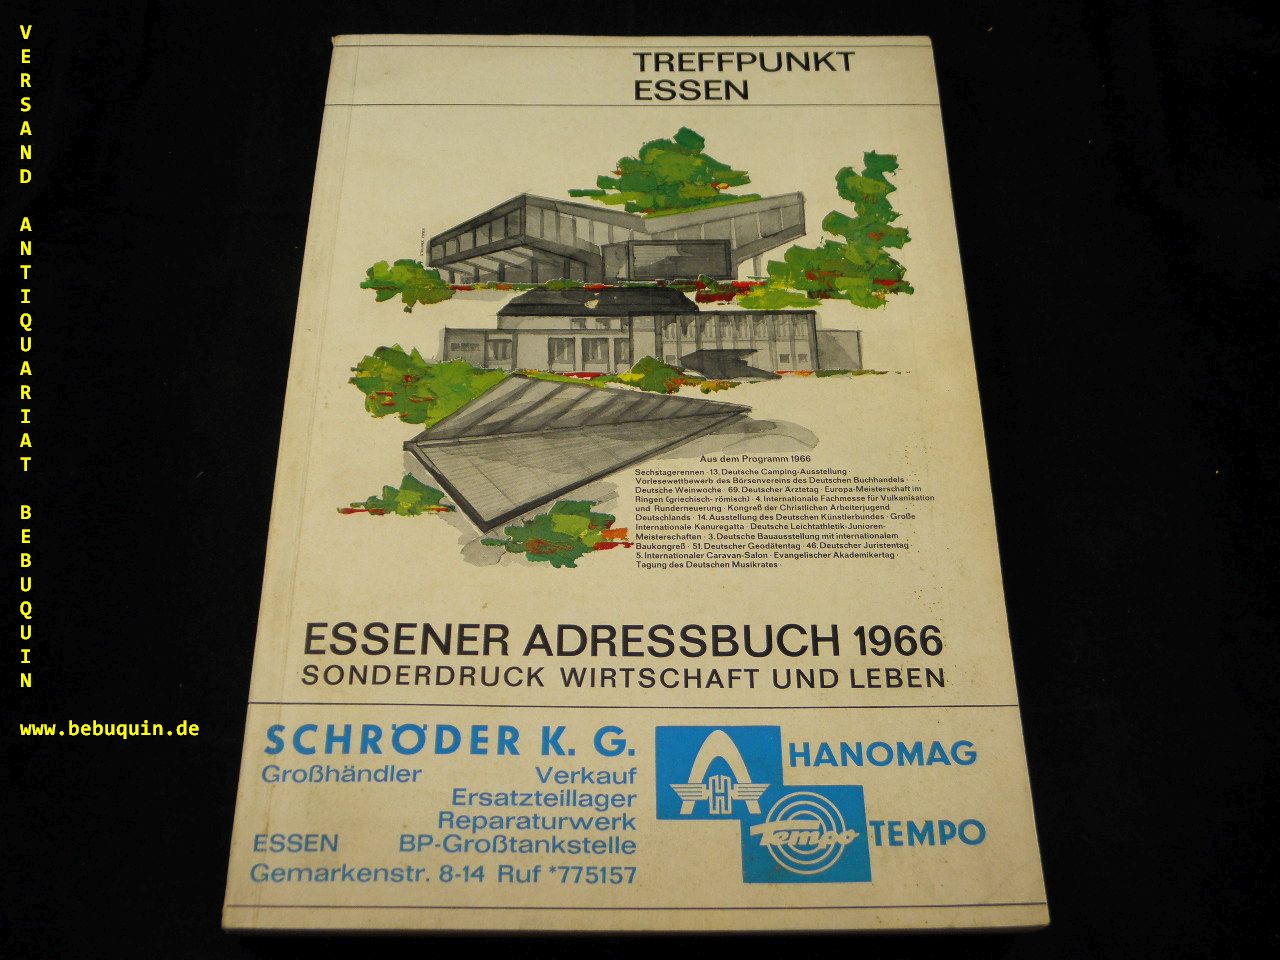 VERSAND ANTIQUARIAT BEBUQUIN
www.bebuquin.de
TREFFPUNKT
ESSEN
Aus dem Programm 1966
Sechstagerennen · 13. Deutsche Camping-Ausstellung ·
Vorlesewettbewerb des Börsenvereins des Deutschen Buchhandels ·
Deutsche Weinwoche · 69. Deutscher Ärztetag · Europa-Meisterschaft im
Ringen (griechisch-römisch) · 4. Internationale Fachmesse für Vulkanisation
und Runderneuerung · Kongreß der Christlichen Arbeiterjugend
Deutschlands · 14. Ausstellung des Deutschen Künstlerbundes · Große
Internationale Kanuregatta · Deutsche Leichtathletik-Junioren-
Meisterschaften · 3. Deutsche Bauausstellung mit internationalem
Baukongreß · 51. Deutscher Geodätentag · 46. Deutscher Juristentag ·
5. Internationaler Caravan-Salon · Evangelischer Akademikertag ·
Tagung des Deutschen Musikrates ·
ESSENER ADRESSBUCH 1966
SONDERDRUCK WIRTSCHAFT UND LEBEN
SCHRÖDER K. G.
Großhändler Verkauf
Ersatzteillager
Reparaturwerk
ESSEN BP-Großtankstelle
Gemarkenstr. 8-14 Ruf *775157
HANOMAG
Tempo
TEMPO